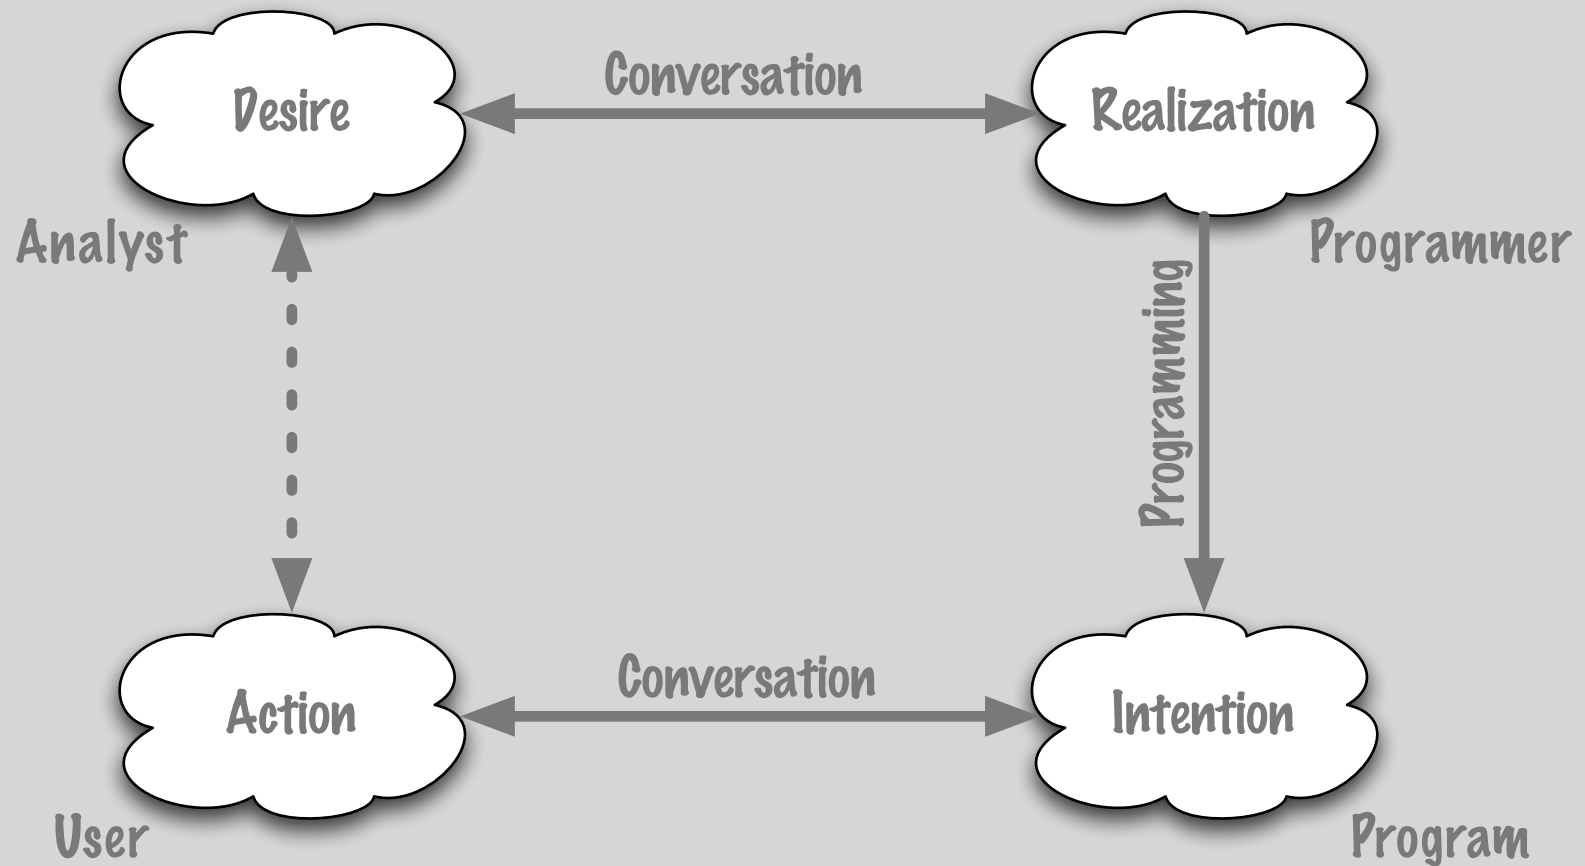 Conversation
Desire
Realization
Analyst
Programmer
Programming
Conversation
Action
Intention
User
Program